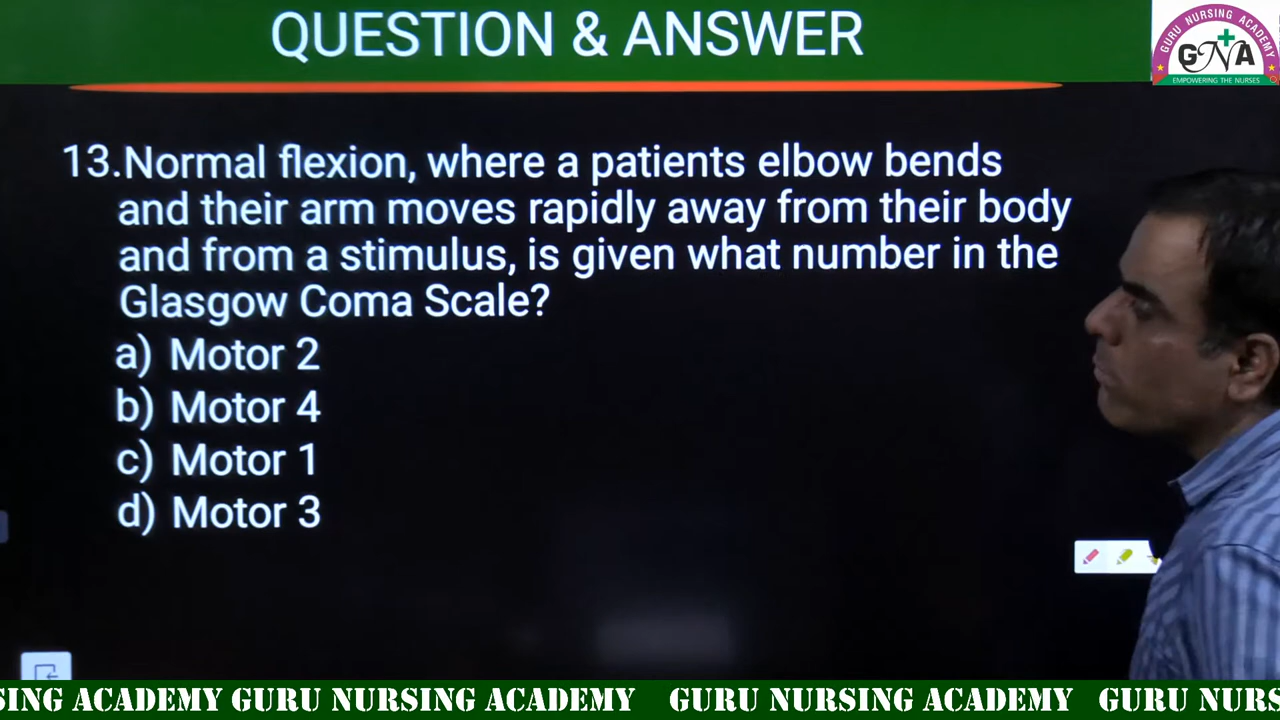 QUESTION & ANSWER
GURU NURSING ACADEMY
GNA
EMPOWERING THE NURSES
13.Normal flexion, where a patients elbow bends
and their arm moves rapidly away from their body
and from a stimulus, is given what number in the
Glasgow Coma Scale?
a) Motor 2
b) Motor 4
c) Motor 1
d) Motor 3
SING ACADEMY GURU NURSING ACADEMY GURU NURSING ACADEMY GURU NURS